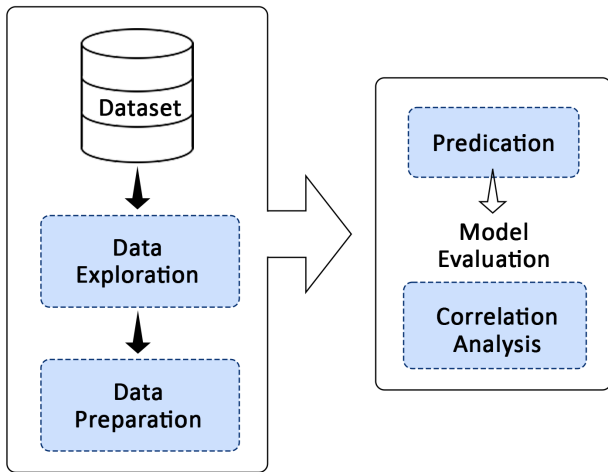 Dataset
Data
Exploration
Data
Preparation
Predication
Model
Evaluation
Correlation
Analysis